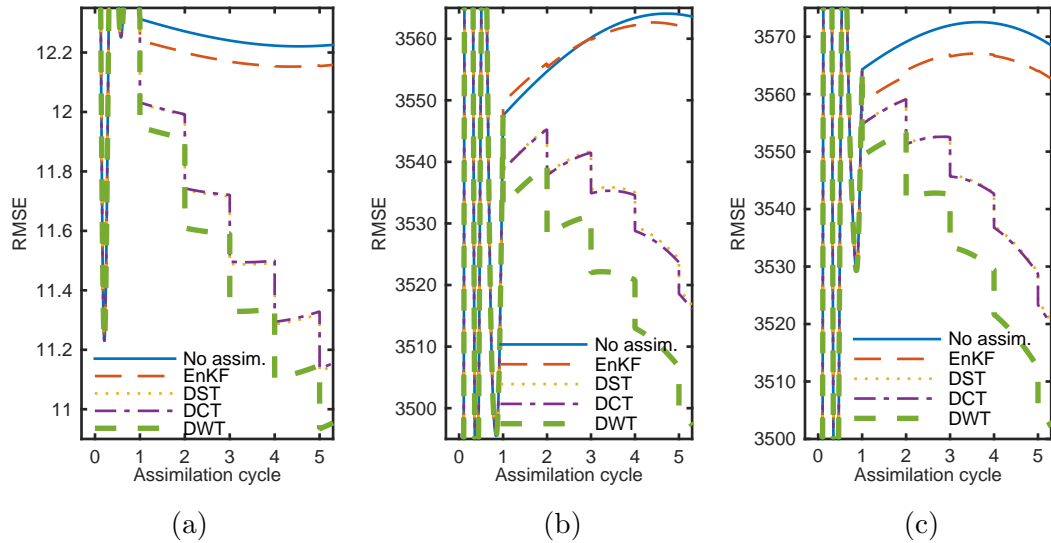 RMSE
12.2
12
11.8
11.6
11.4
11.2
11
No assim.
EnKF
DST
DCT
DWT
0 1 2 3 4 5
Assimilation cycle
(a)
RMSE
3560
3550
3540
3530
3520
3510
3500
No assim.
EnKF
DST
DCT
DWT
0 1 2 3 4 5
Assimilation cycle
(b)
RMSE
3570
3560
3550
3540
3530
3520
3510
3500
No assim.
EnKF
DST
DCT
DWT
0 1 2 3 4 5
Assimilation cycle
(c)